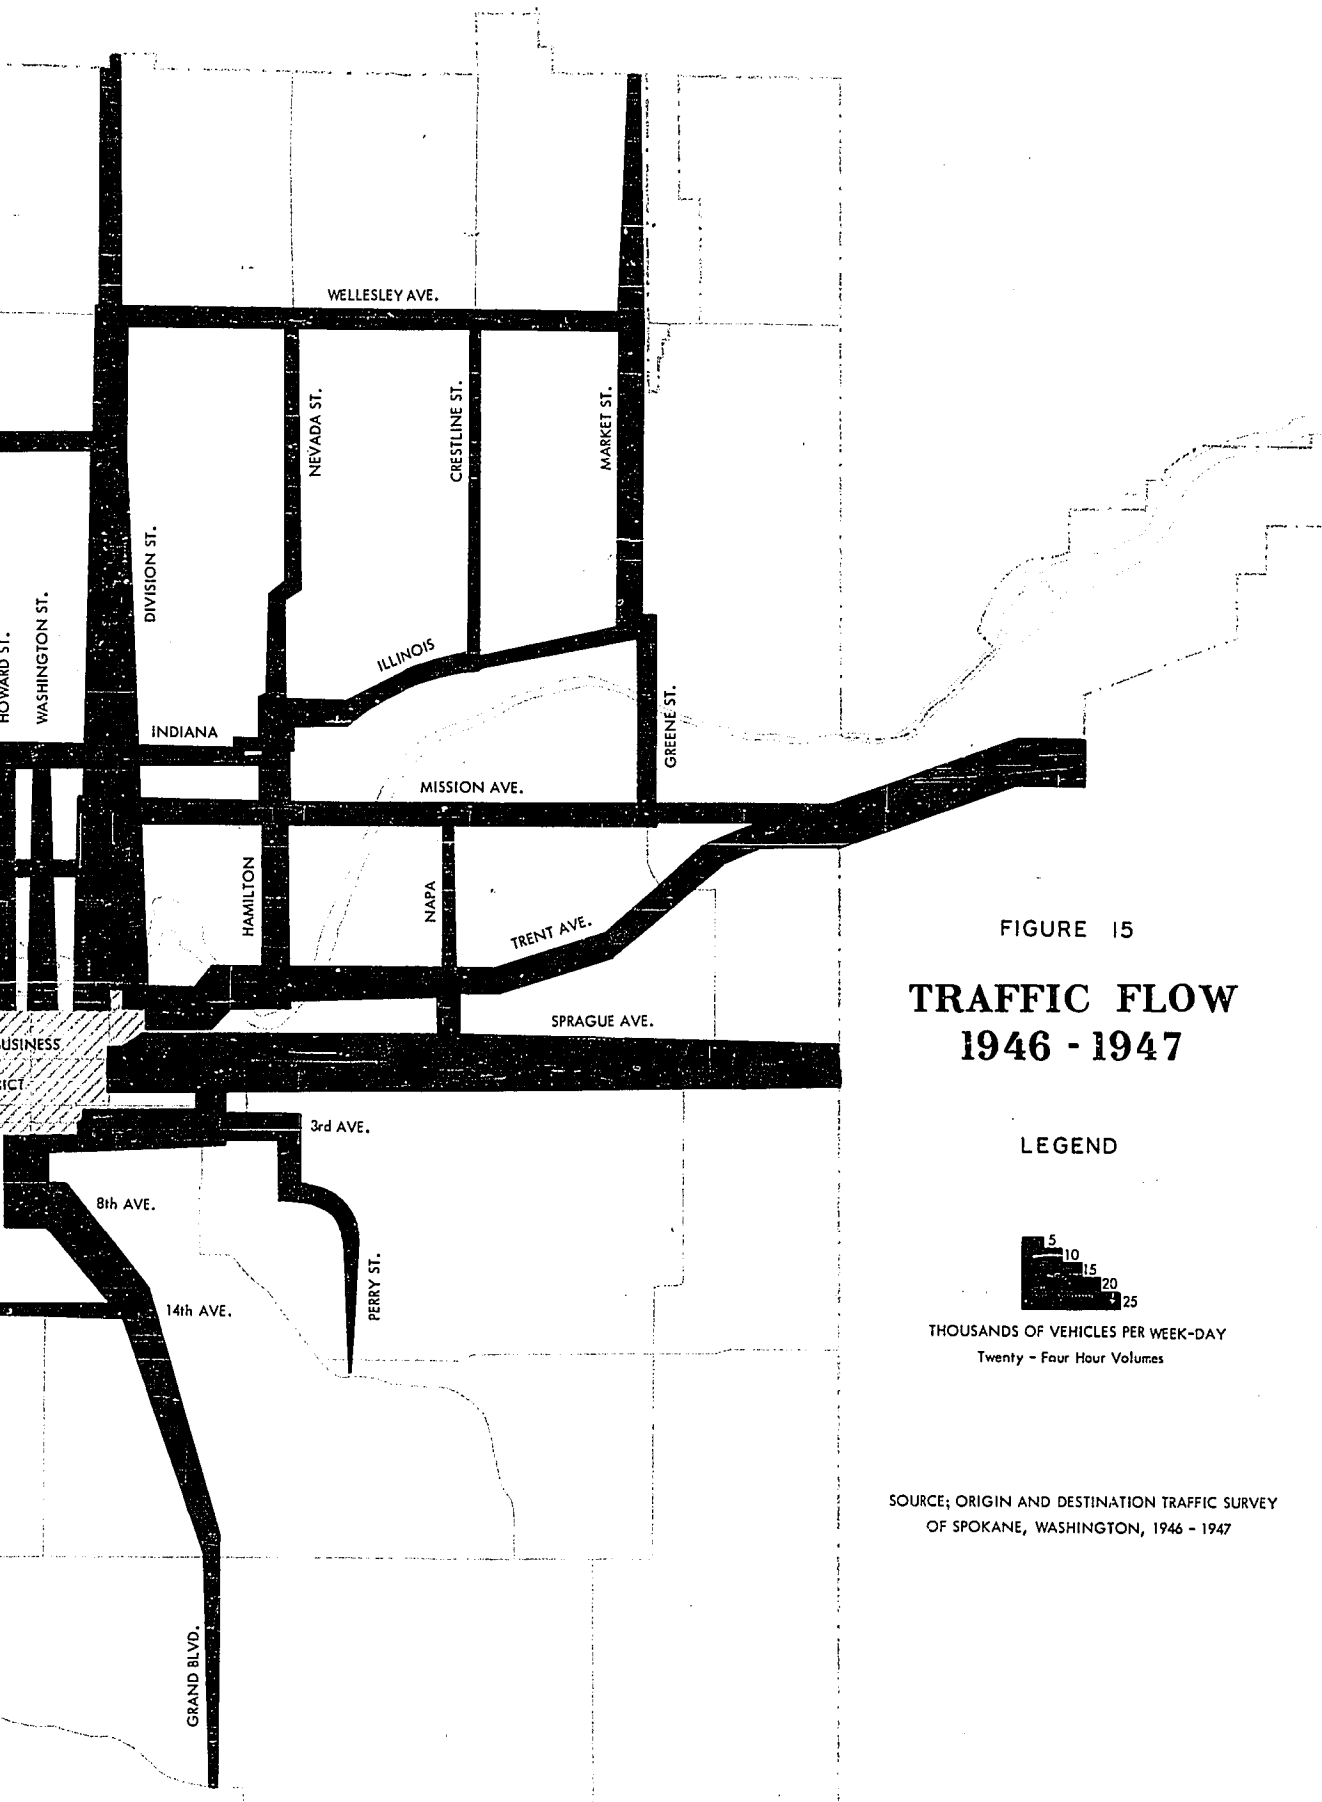 WELLESLEY AVE.
NEVADA ST.
CRESTLINE ST.
MARKET ST.
DIVISION ST.
WASHINGTON ST.
HOWARD ST.
ILLINOIS
INDIANA
GREENE ST.
MISSION AVE.
HAMILTON
NAPA
TRENT AVE.
SPRAGUE AVE.
BUSINESS
RICT
3rd AVE.
8th AVE.
PERRY ST.
14th AVE.
GRAND BLVD.
FIGURE 15
TRAFFIC FLOW
1946 - 1947
LEGEND
5
10
15
20
25
THOUSANDS OF VEHICLES PER WEEK-DAY
Twenty - Four Hour Volumes
SOURCE; ORIGIN AND DESTINATION TRAFFIC SURVEY
OF SPOKANE, WASHINGTON, 1946 - 1947